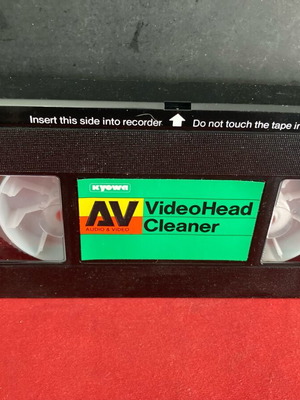 Insert this side into recorder Do not touch the tape in
Kyowa
AV
AUDIO & VIDEO
VideoHead
Cleaner